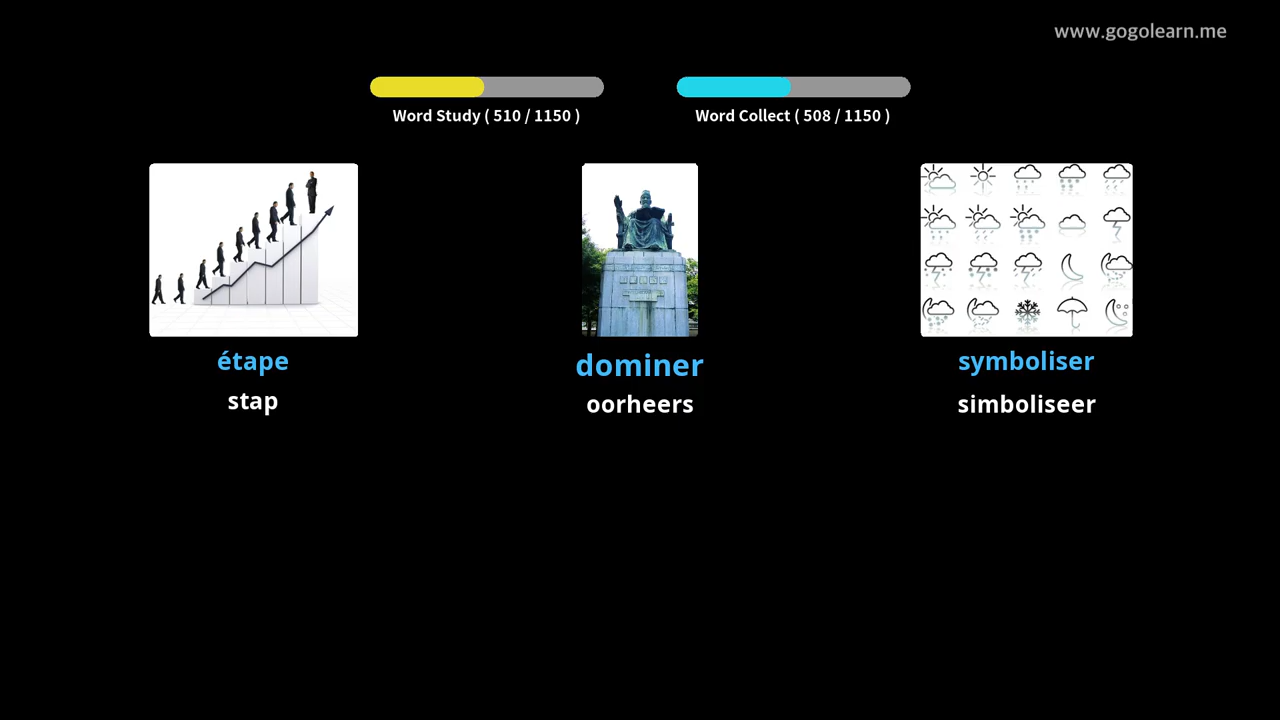 www.gogolearn.me
Word Study ( 510 / 1150 )
Word Collect ( 508 / 1150 )
étape
dominer
symboliser
stap
oorheers
simboliseer